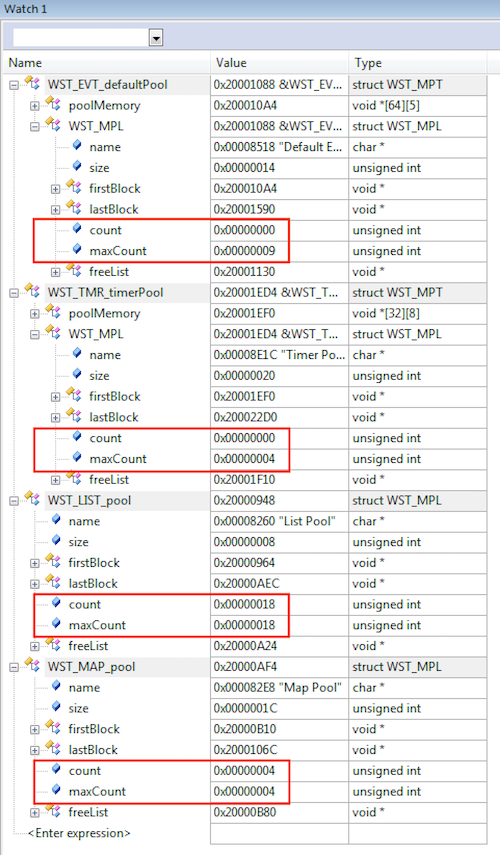 Watch 1
Name Value Type
WST_EVT_defaultPool 0x20001088 &WST_EV... struct WST_MPT
poolMemory 0x200010A4 void *[64][5]
WST_MPL 0x20001088 &WST_EV... struct WST_MPL
name 0x00008518 "Default E... char *
size 0x00000014 unsigned int
firstBlock 0x200010A4 void *
lastBlock 0x20001590 void *
count 0x00000000 unsigned int
maxCount 0x00000009 unsigned int
freeList 0x20001130 void *
WST_TMR_timerPool 0x20001ED4 &WST_T... struct WST_MPT
poolMemory 0x20001EF0 void *[32][8]
WST_MPL 0x20001ED4 &WST_T... struct WST_MPL
name 0x00008E1C "Timer Po... char *
size 0x00000020 unsigned int
firstBlock 0x20001EF0 void *
lastBlock 0x200022D0 void *
count 0x00000000 unsigned int
maxCount 0x00000004 unsigned int
freeList 0x20001F10 void *
WST_LIST_pool 0x20000948 struct WST_MPL
name 0x00008260 "List Pool" char *
size 0x00000008 unsigned int
firstBlock 0x20000964 void *
lastBlock 0x20000AEC void *
count 0x00000018 unsigned int
maxCount 0x00000018 unsigned int
freeList 0x20000A24 void *
WST_MAP_pool 0x20000AF4 struct WST_MPL
name 0x000082E8 "Map Pool" char *
size 0x0000001C unsigned int
firstBlock 0x20000B10 void *
lastBlock 0x2000106C void *
count 0x00000004 unsigned int
maxCount 0x00000004 unsigned int
freeList 0x20000B80 void *
<Enter expression>